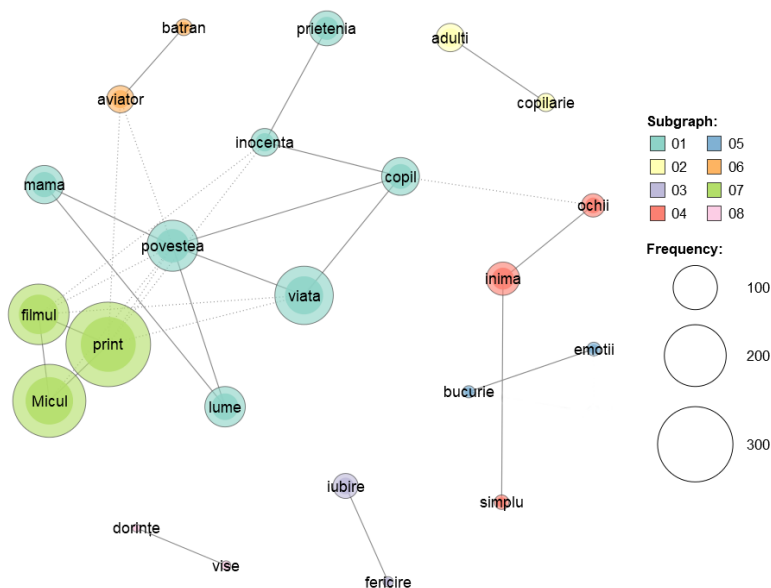 batran
prietenia
adulti
aviator
copilarie
inocenta
mama
copil
ochii
povestea
inima
viata
filmul
print
emotii
bucurie
Micul
lume
iubire
simplu
dorințe
vise
fericire
Subgraph:
01 05
02 06
03 07
04 08
Frequency:
100
200
300